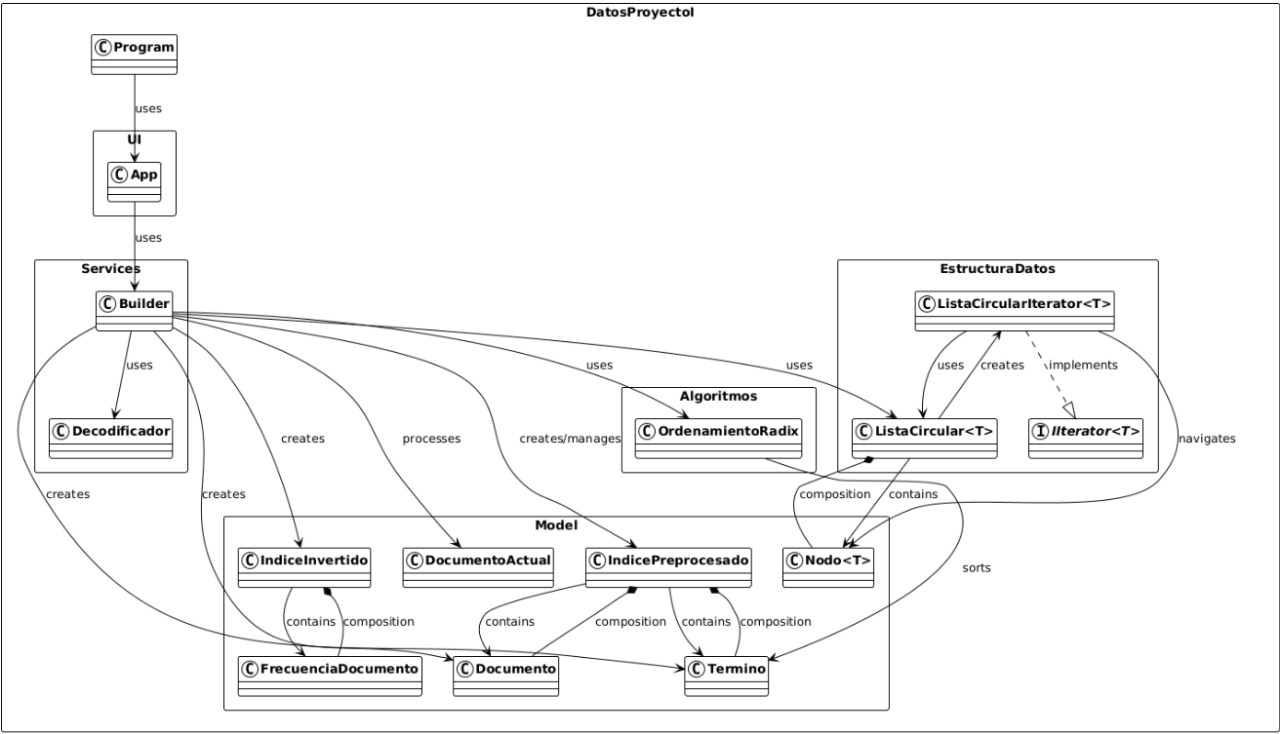 DatosProyectoI
C Program
uses
UI
C App
uses
Services
EstructuraDatos
C Builder
C ListaCircularIterator<T>
uses
uses
uses
uses
creates
implements
Algoritmos
C Decodificador
creates
processes
creates/manages
C OrdenamientoRadix
C ListaCircular<T>
I IIterator<T>
navigates
creates
creates
composition
contains
Model
C IndiceInvertido
C DocumentoActual
C IndicePreprocesado
C Nodo<T>
sorts
contains
composition
contains
composition
contains
composition
C FrecuenciaDocumento
C Documento
C Termino